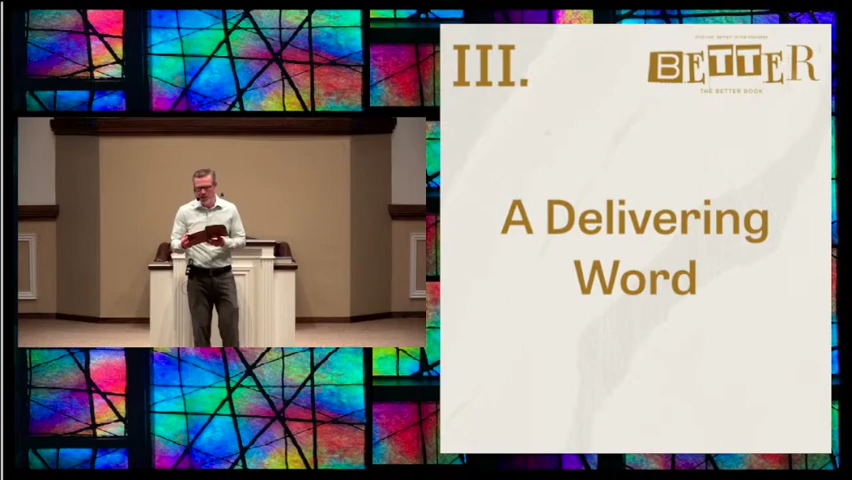 III.
BETTER
THE BETTER BOOK
A Delivering
Word